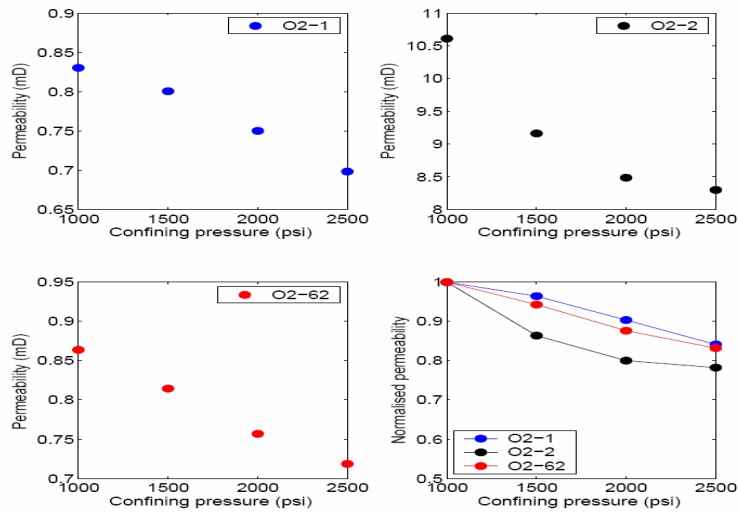 0.9
0.85
0.8
0.75
0.7
0.65
Permeability (mD)
O2−1
1000 1500 2000 2500
Confining pressure (psi)
11
10.5
10
9.5
9
8.5
8
Permeability (mD)
O2−2
1000 1500 2000 2500
Confining pressure (psi)
0.95
0.9
0.85
0.8
0.75
0.7
Permeability (mD)
O2−62
1000 1500 2000 2500
Confining pressure (psi)
1
0.9
0.8
0.7
0.6
0.5
Normalised permeability
O2−1
O2−2
O2−62
1000 1500 2000 2500
Confining pressure (psi)